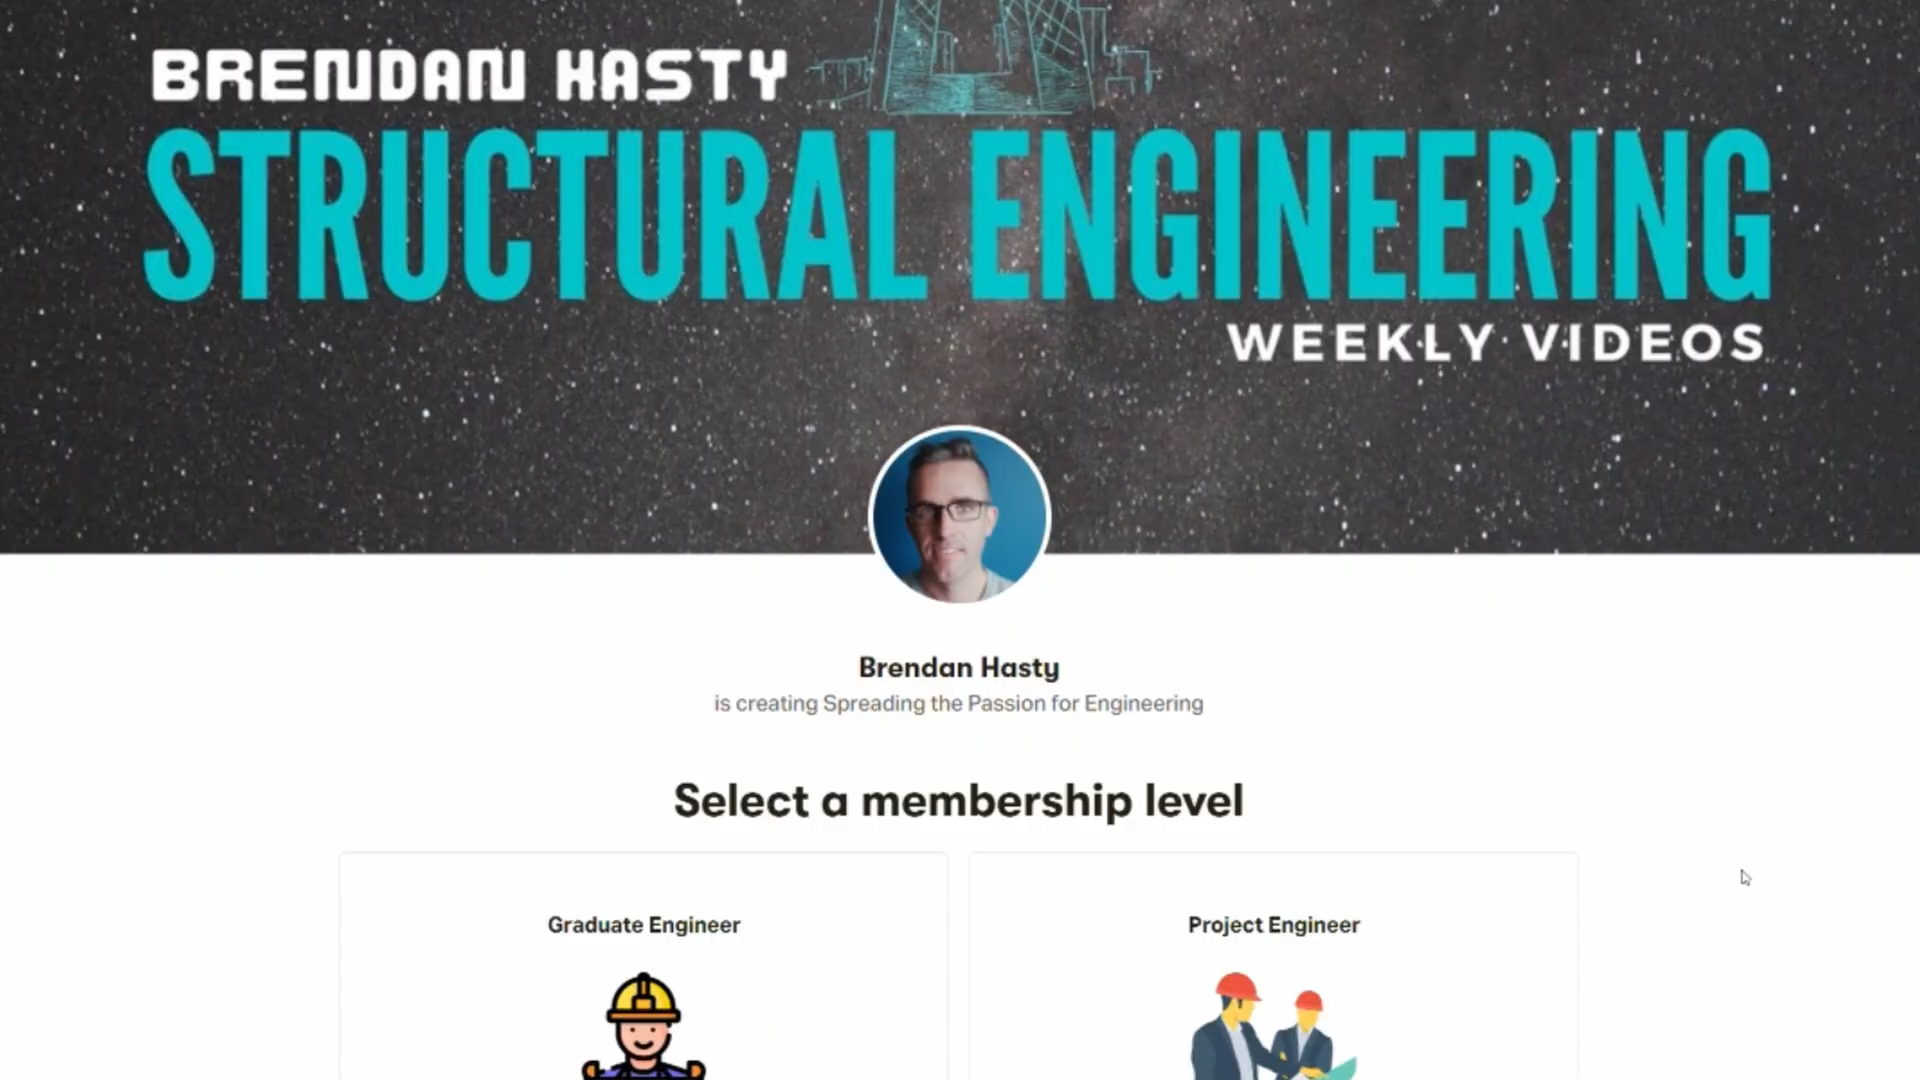 BRENDAN HASTY
STRUCTURAL ENGINEERING
WEEKLY VIDEOS
Brendan Hasty
is creating Spreading the Passion for Engineering
Select a membership level
Graduate Engineer
Project Engineer